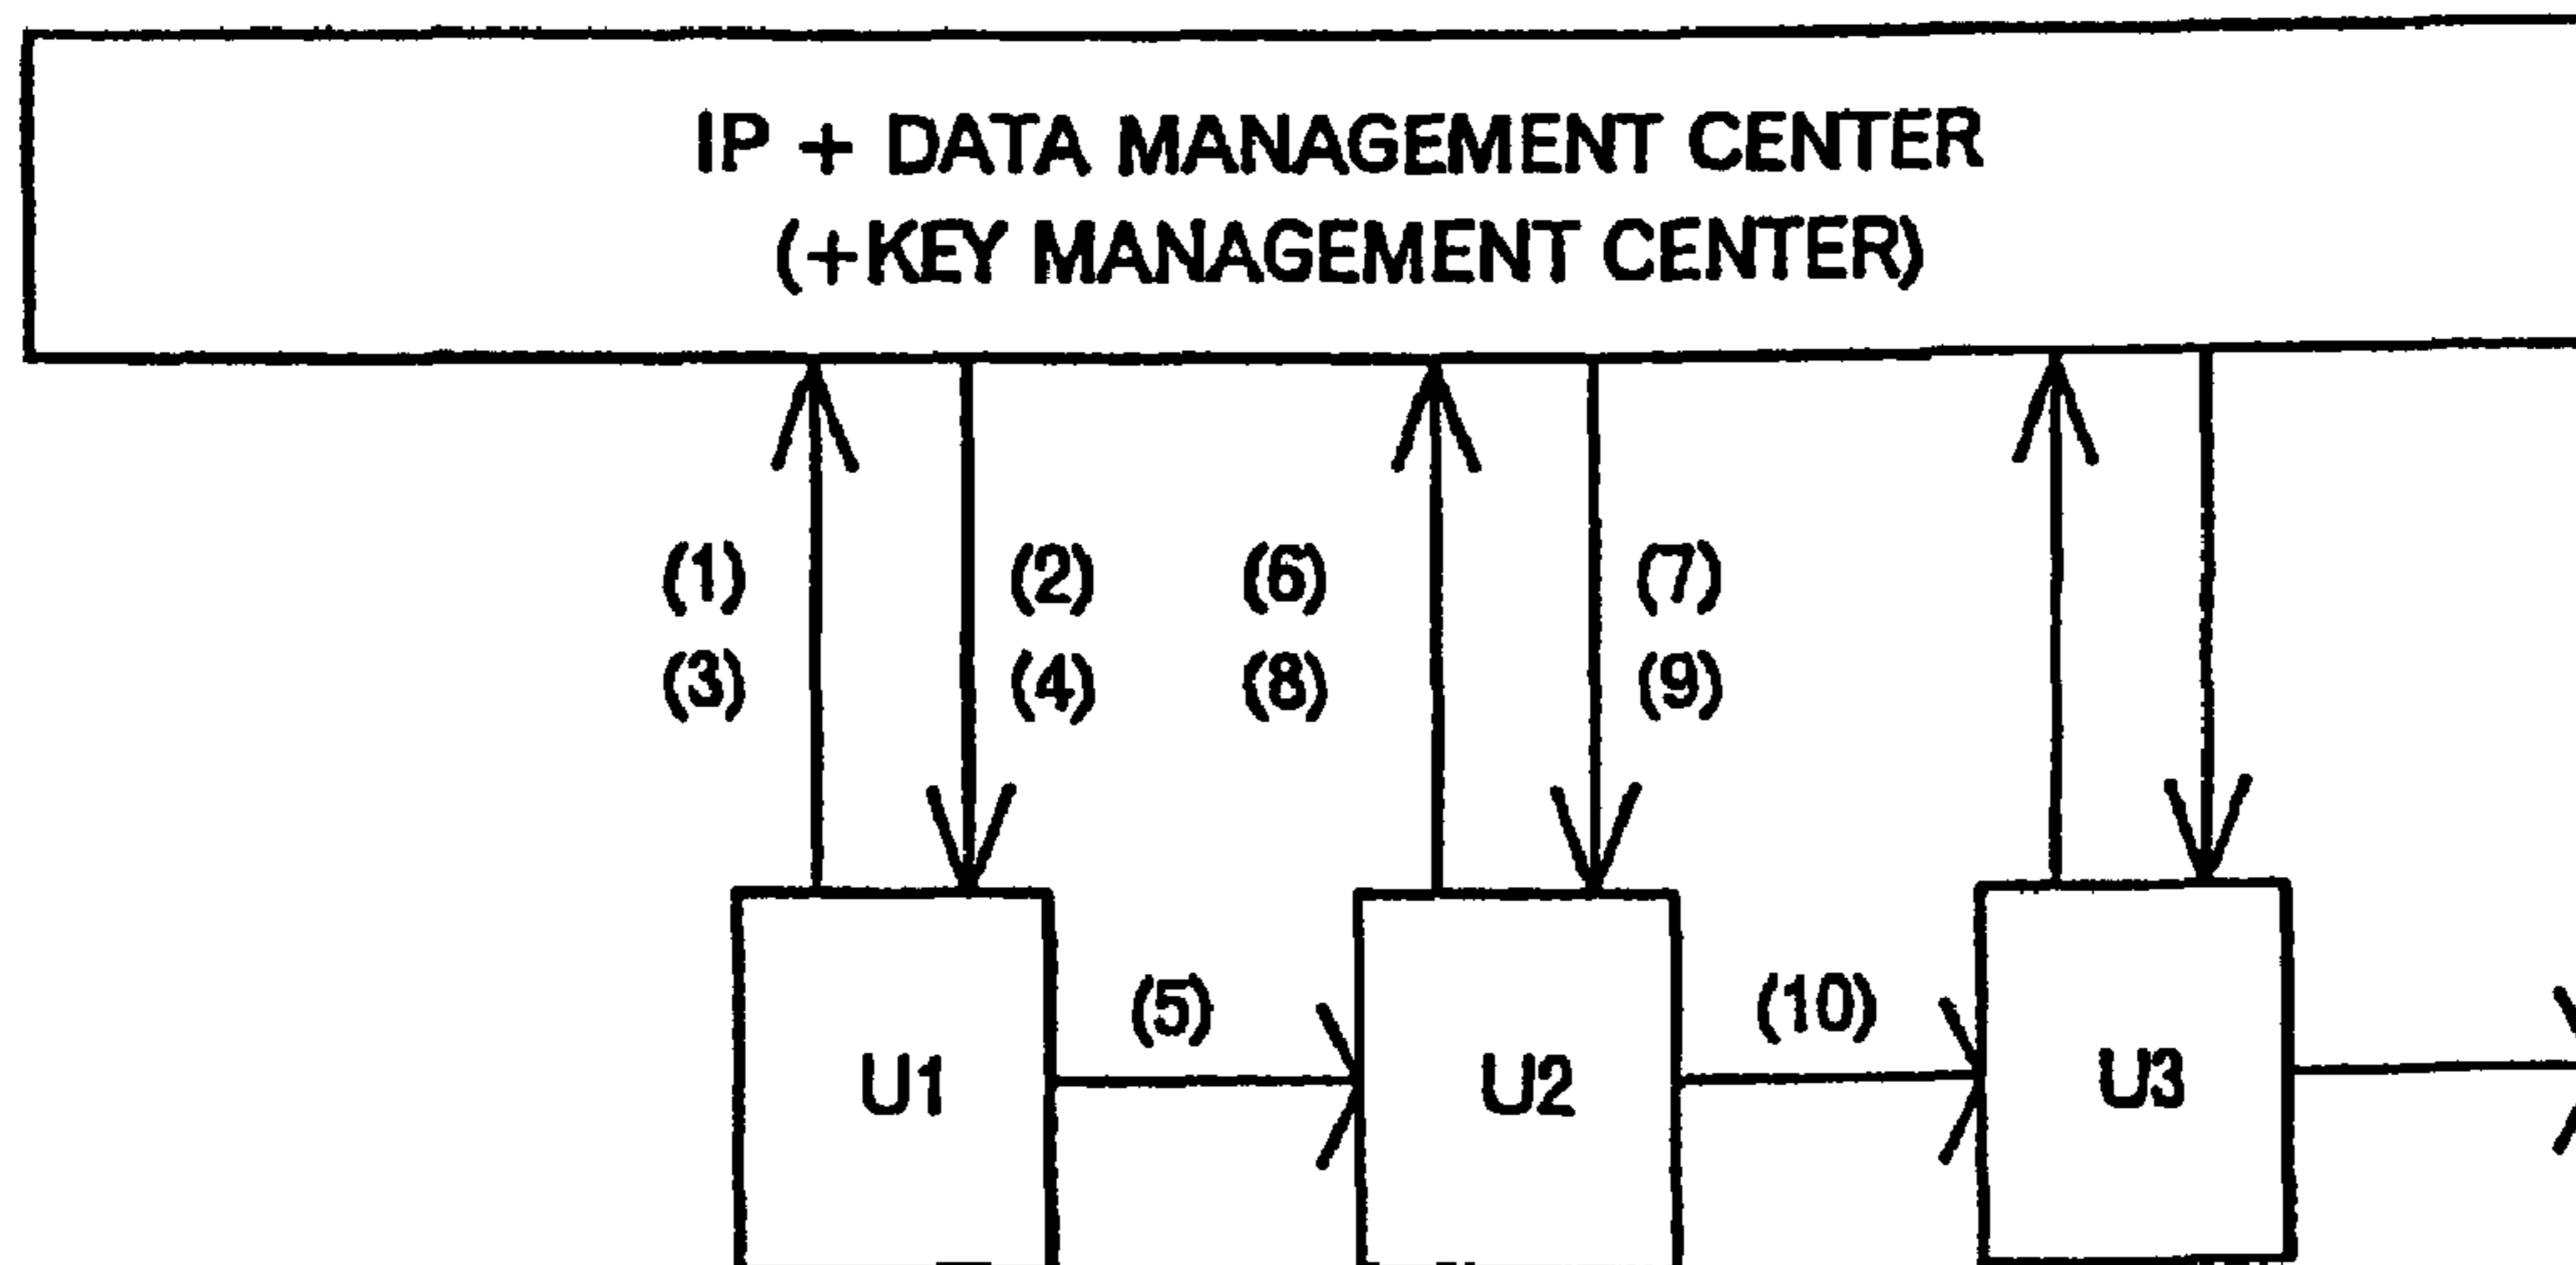 IP + DATA MANAGEMENT CENTER
(+KEY MANAGEMENT CENTER)
(1) (2) (6) (7)
(3) (4) (8) (9)
(5) (10)
U1 U2 U3